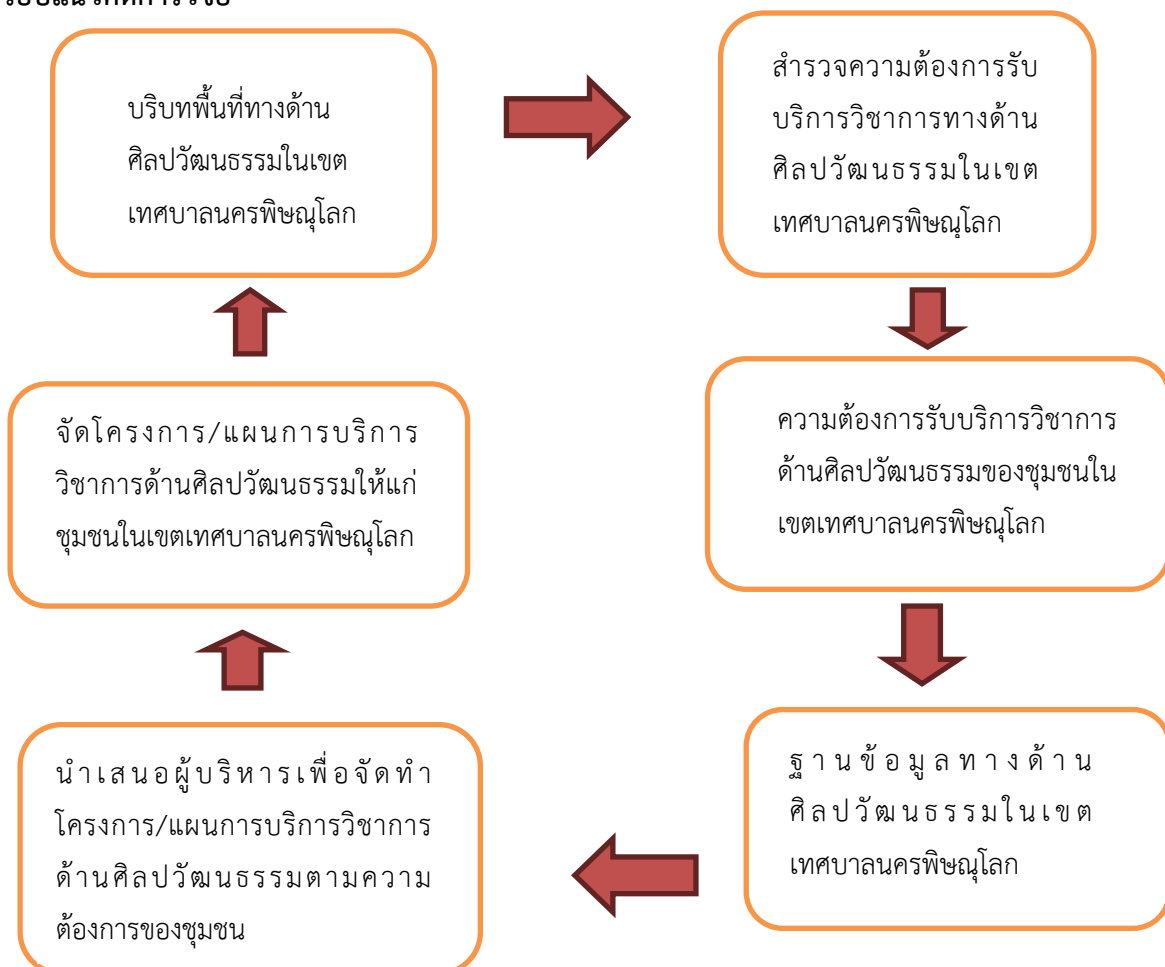 บริบทพื้นที่ทางด้าน
ศิลปวัฒนธรรมในเขต
เทศบาลนครพิษณุโลก
สำรวจความต้องการรับ
บริการวิชาการทางด้าน
ศิลปวัฒนธรรมในเขต
เทศบาลนครพิษณุโลก
ความต้องการรับบริการวิชาการ
ด้านศิลปวัฒนธรรมของชุมชนใน
เขตเทศบาลนครพิษณุโลก
ฐานข้อมูลทางด้าน
ศิลปวัฒนธรรมในเขต
เทศบาลนครพิษณุโลก
นำเสนอผู้บริหารเพื่อจัดทำ
โครงการ/แผนการบริการวิชาการ
ด้านศิลปวัฒนธรรมตามความ
ต้องการของชุมชน
จัดโครงการ/แผนการบริการ
วิชาการด้านศิลปวัฒนธรรมให้แก่
ชุมชนในเขตเทศบาลนครพิษณุโลก